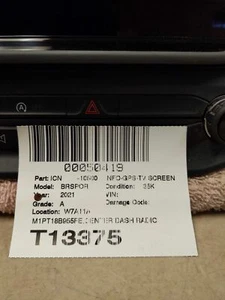 00050419
Part: ICN -10000 NFO-GPS-TV SCREEN
Model: BRSPOR Condition: 35K
Year: 2021 VIN:
Grade: A Damage Code:
Location: W7A11A
M1PT18B955FE, CENTER DASH RADIO
T13375